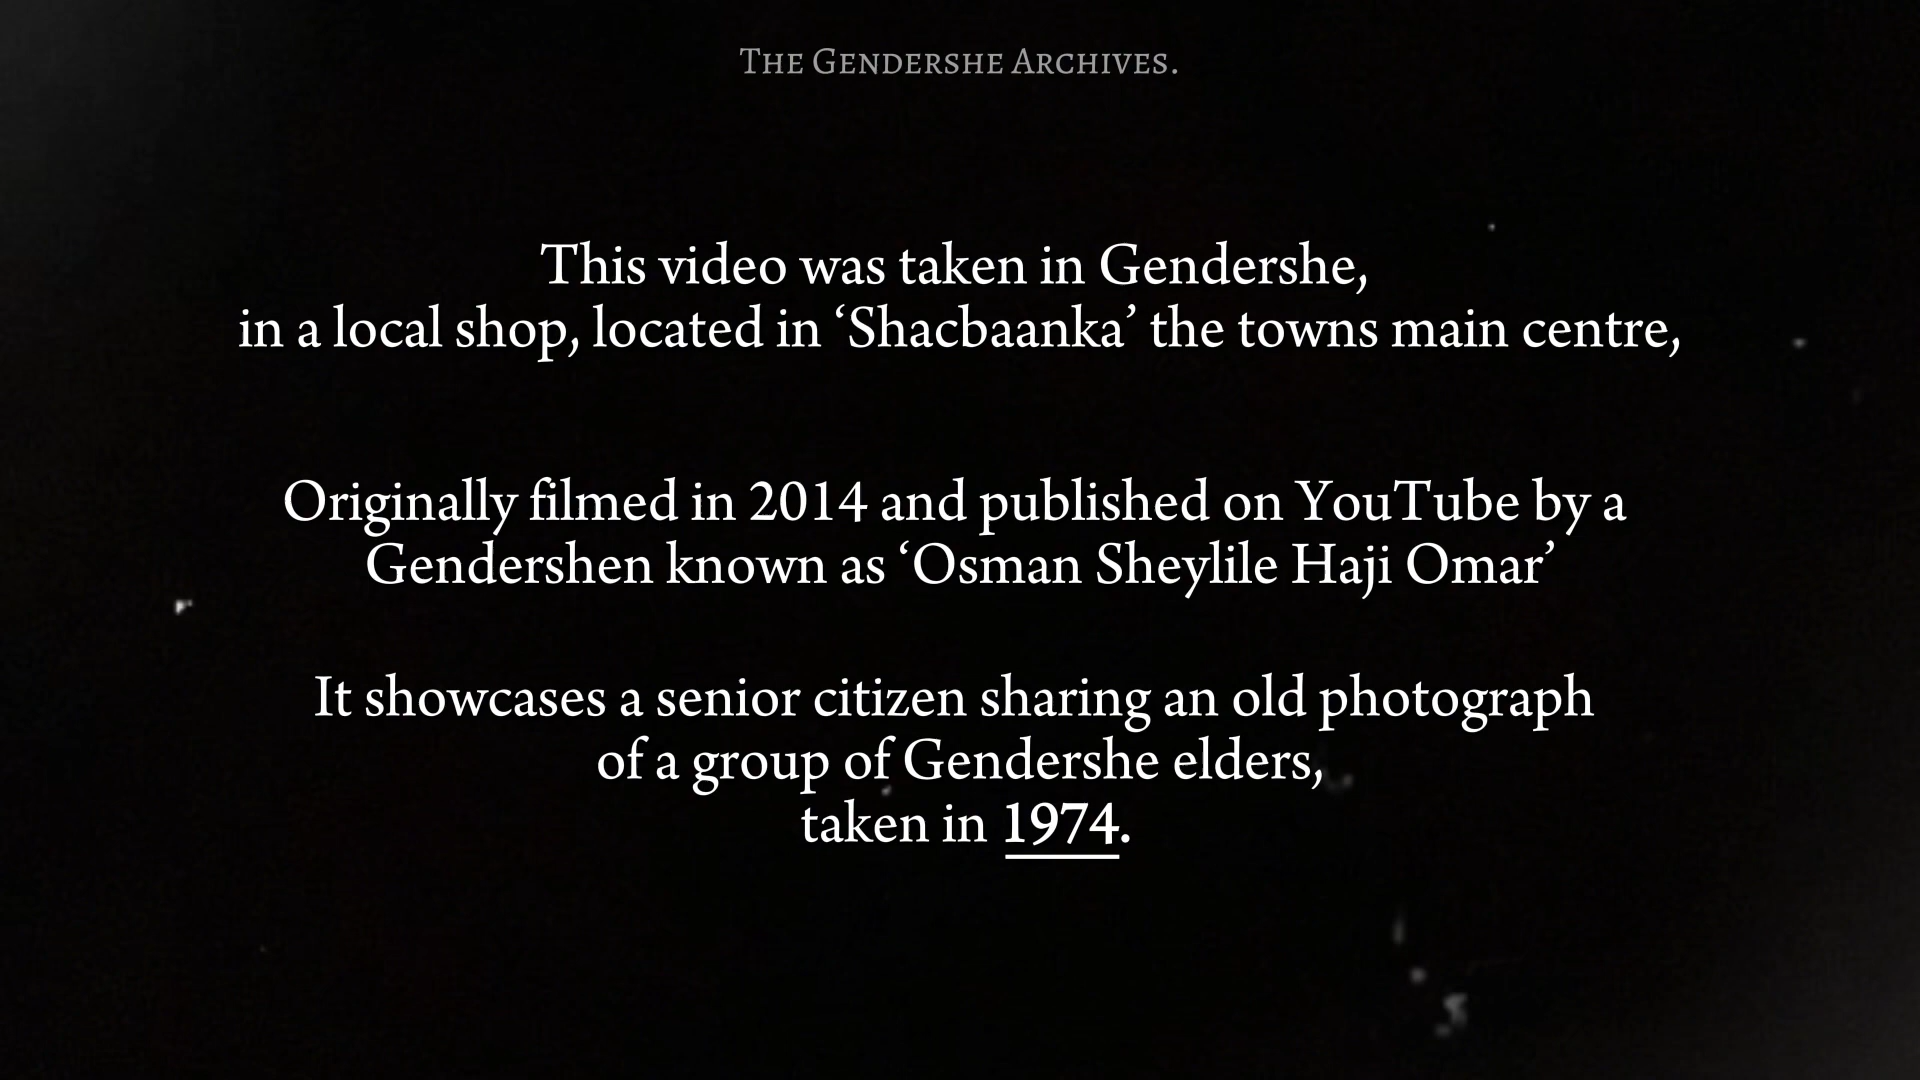 The Gendershe Archives.
This video was taken in Gendershe,
in a local shop, located in ‘Shacbaanka’ the towns main centre,
Originally filmed in 2014 and published on YouTube by a
Gendershen known as ‘Osman Sheylile Haji Omar’
It showcases a senior citizen sharing an old photograph
of a group of Gendershe elders,
taken in 1974.